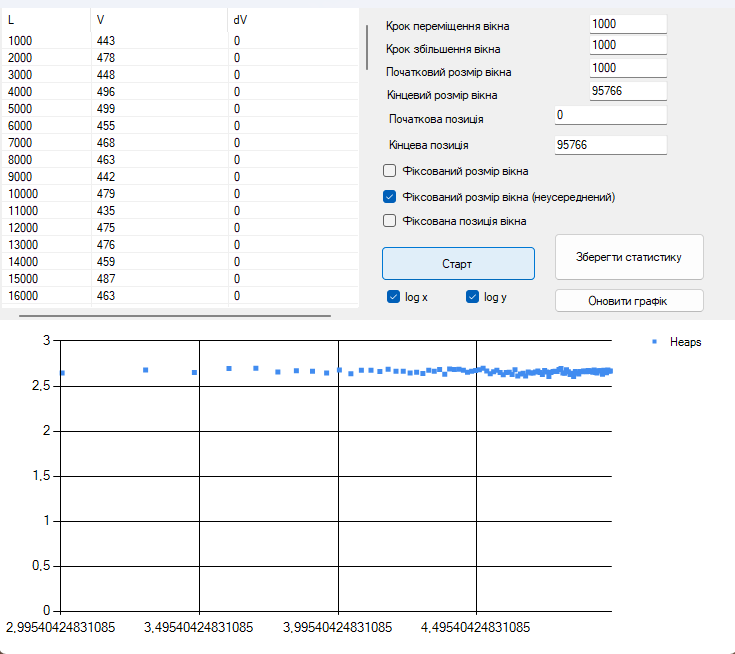 L V dV
1000 443 0
2000 478 0
3000 448 0
4000 496 0
5000 499 0
6000 455 0
7000 468 0
8000 463 0
9000 442 0
10000 479 0
11000 435 0
12000 475 0
13000 476 0
14000 459 0
15000 487 0
16000 463 0
Крок переміщення вікна 1000
Крок збільшення вікна 1000
Початковий розмір вікна 1000
Кінцевий розмір вікна 95766
Початкова позиція 0
Кінцева позиція 95766
Фіксований розмір вікна
Фіксований розмір вікна (неусереднений)
Фіксована позиція вікна
Старт
Зберегти статистику
log x log y
Оновити графік
Heaps
3
2,5
2
1,5
1
0,5
0
2,99540424831085 3,49540424831085 3,99540424831085 4,49540424831085